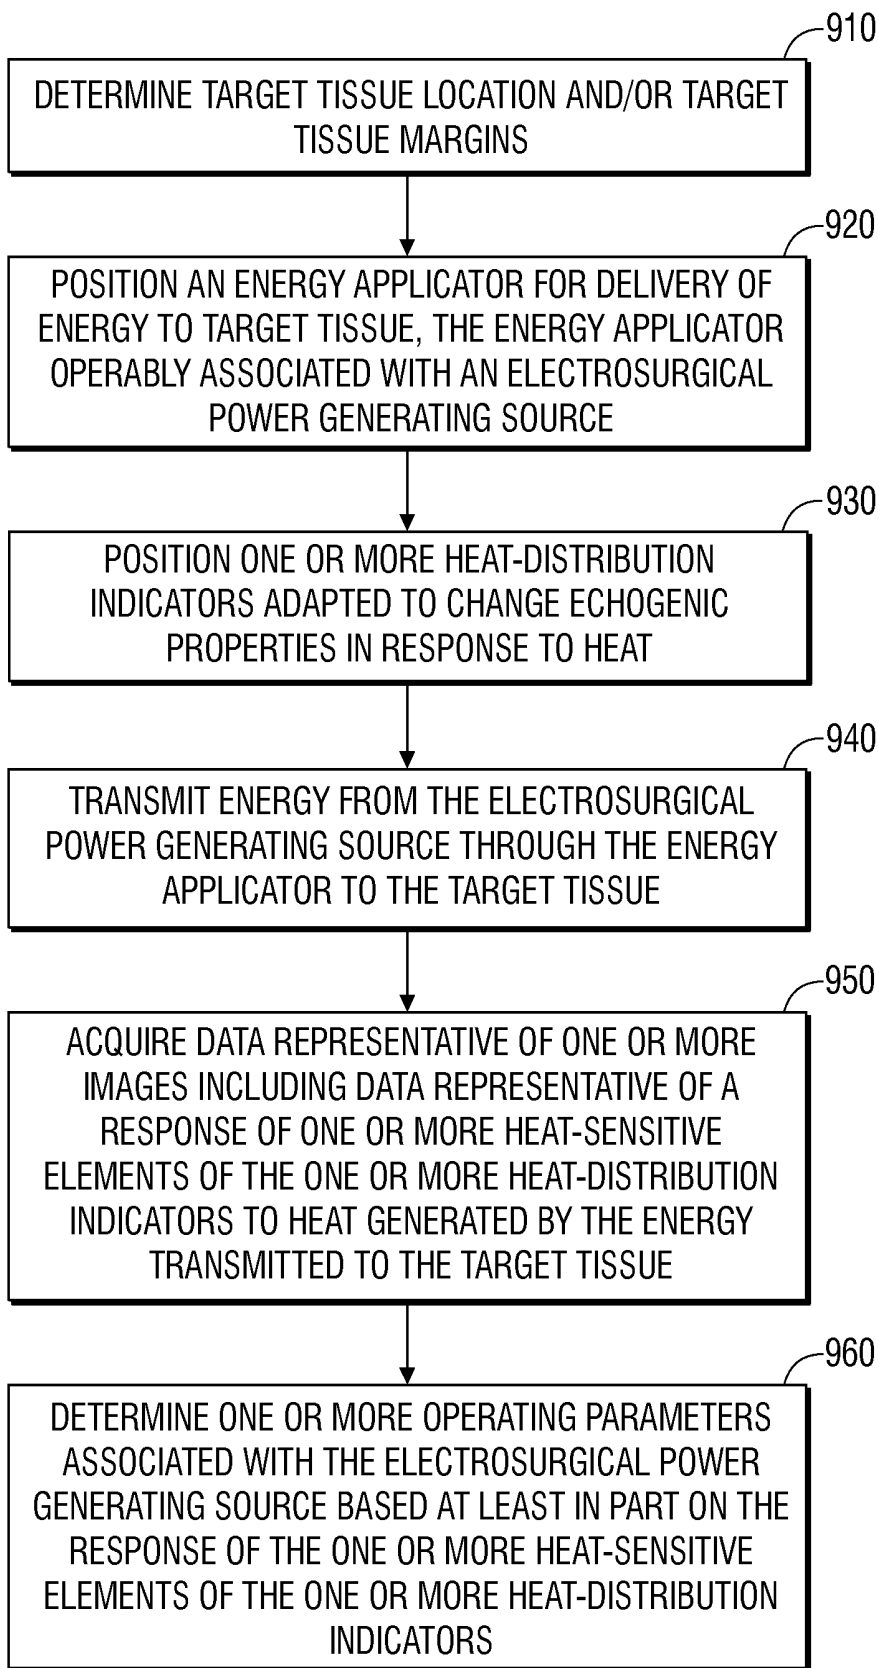 910
DETERMINE TARGET TISSUE LOCATION AND/OR TARGET
TISSUE MARGINS
920
POSITION AN ENERGY APPLICATOR FOR DELIVERY OF
ENERGY TO TARGET TISSUE, THE ENERGY APPLICATOR
OPERABLY ASSOCIATED WITH AN ELECTROSURGICAL
POWER GENERATING SOURCE
930
POSITION ONE OR MORE HEAT-DISTRIBUTION
INDICATORS ADAPTED TO CHANGE ECHOGENIC
PROPERTIES IN RESPONSE TO HEAT
940
TRANSMIT ENERGY FROM THE ELECTROSURGICAL
POWER GENERATING SOURCE THROUGH THE ENERGY
APPLICATOR TO THE TARGET TISSUE
950
ACQUIRE DATA REPRESENTATIVE OF ONE OR MORE
IMAGES INCLUDING DATA REPRESENTATIVE OF A
RESPONSE OF ONE OR MORE HEAT-SENSITIVE
ELEMENTS OF THE ONE OR MORE HEAT-DISTRIBUTION
INDICATORS TO HEAT GENERATED BY THE ENERGY
TRANSMITTED TO THE TARGET TISSUE
960
DETERMINE ONE OR MORE OPERATING PARAMETERS
ASSOCIATED WITH THE ELECTROSURGICAL POWER
GENERATING SOURCE BASED AT LEAST IN PART ON THE
RESPONSE OF THE ONE OR MORE HEAT-SENSITIVE
ELEMENTS OF THE ONE OR MORE HEAT-DISTRIBUTION
INDICATORS